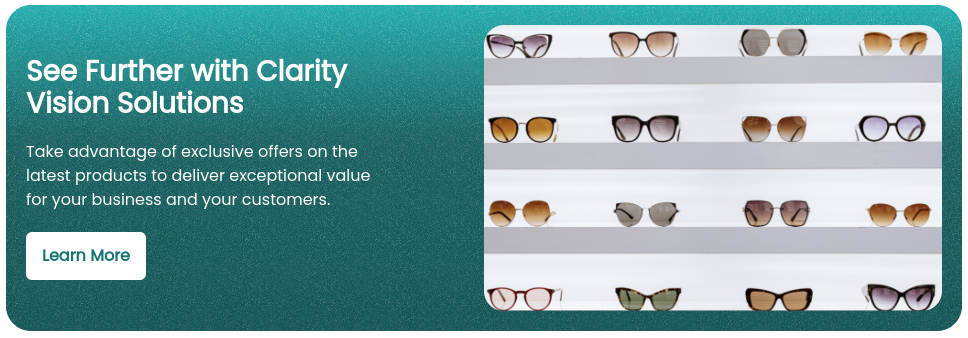 See Further with Clarity
Vision Solutions
Take advantage of exclusive offers on the
latest products to deliver exceptional value
for your business and your customers.
Learn More